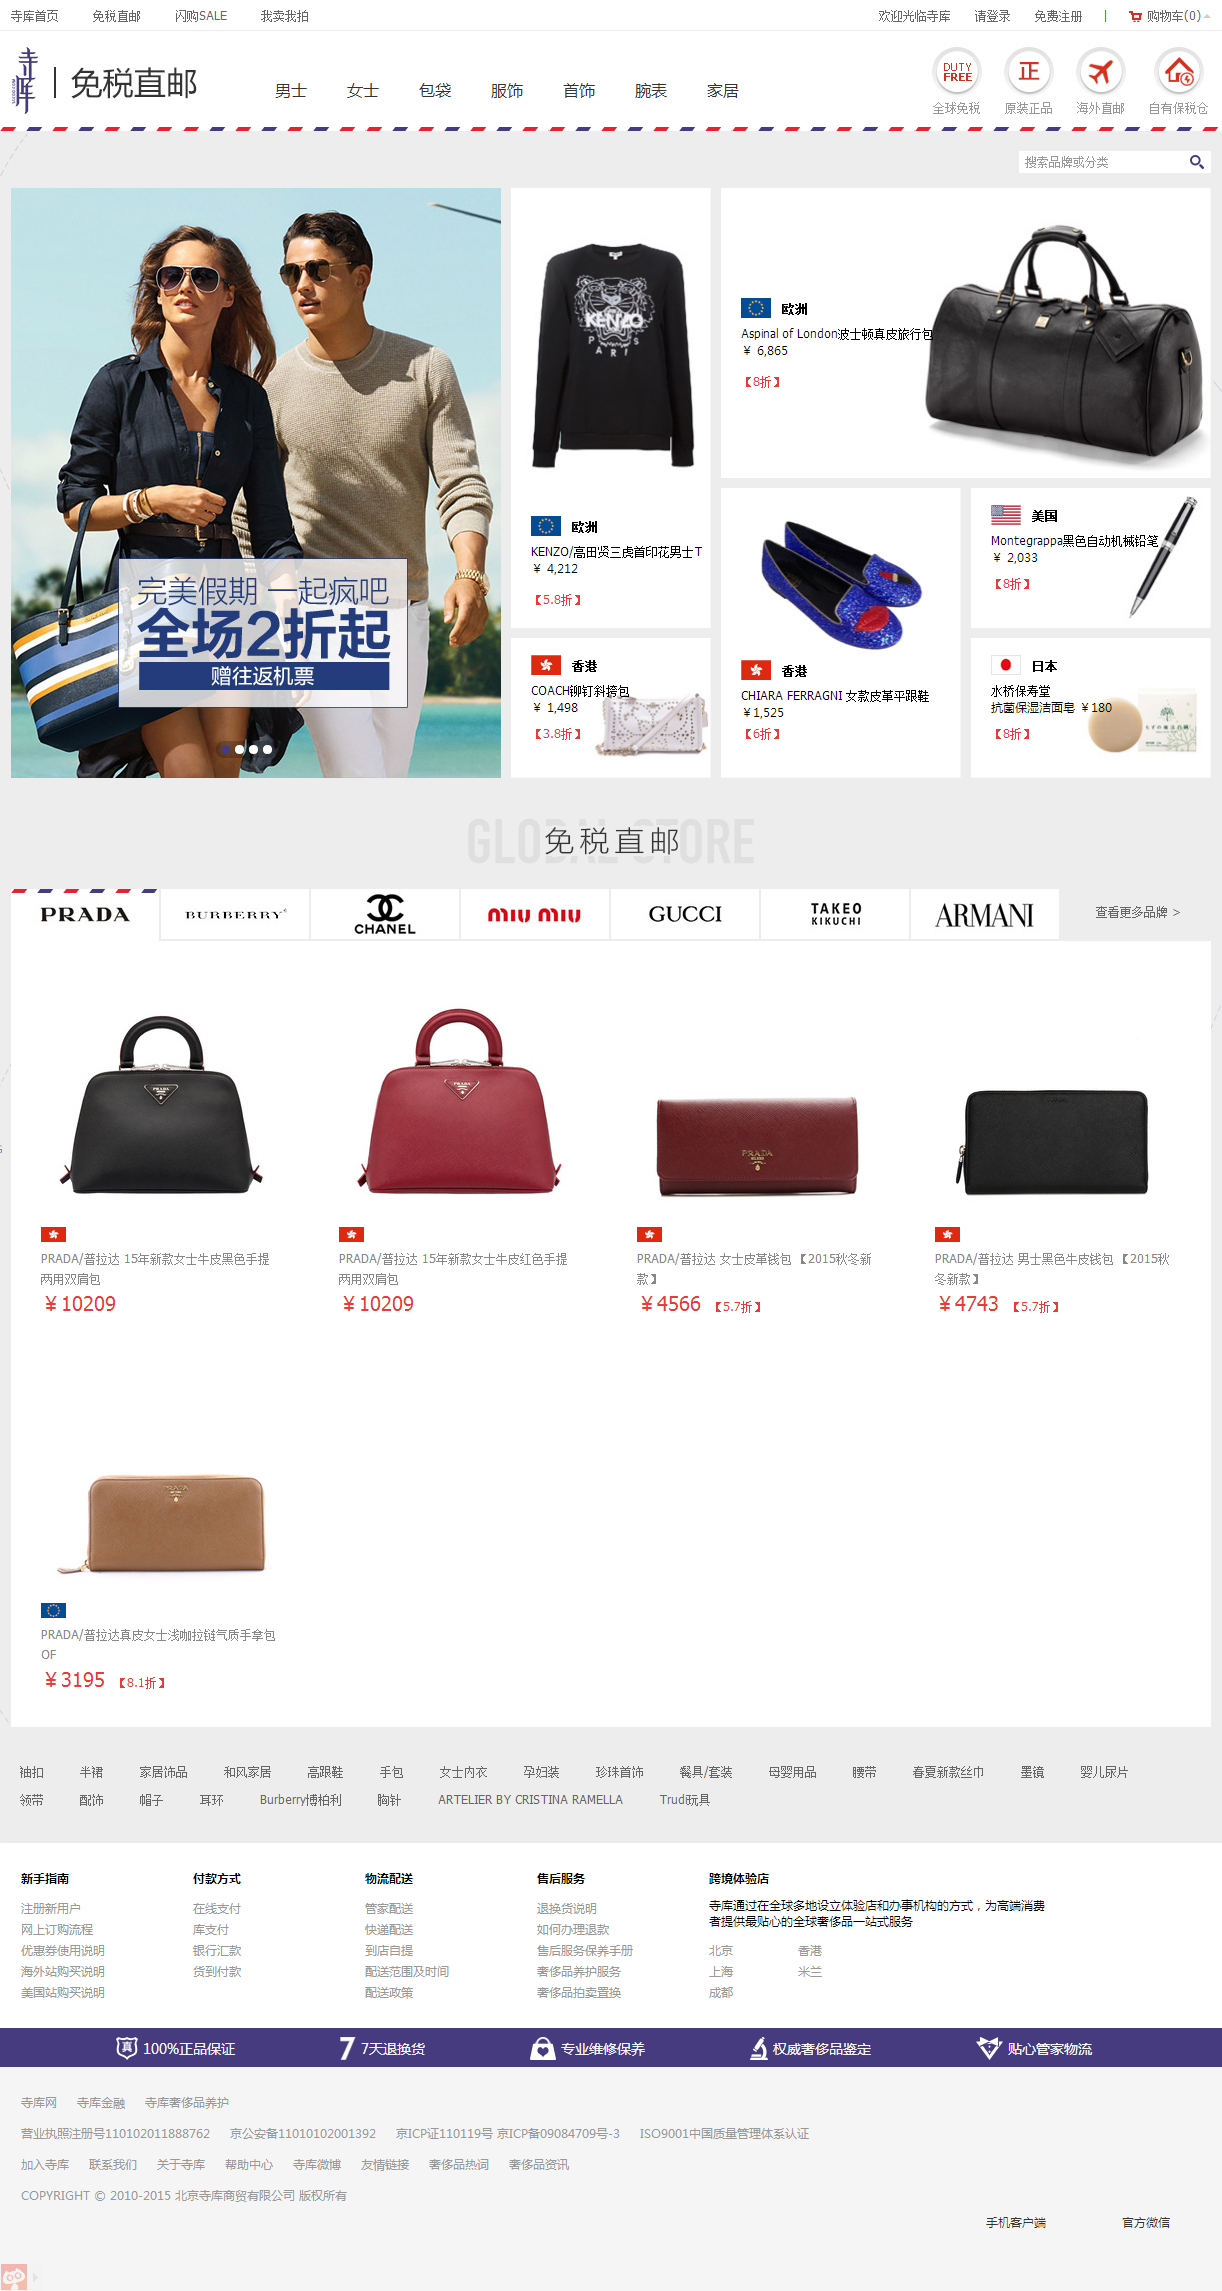 寺库首页 免税直邮 闪购SALE 我卖我拍 欢迎光临寺库 请登录 免费注册 | 购物车(0)
寺库 | 免税直邮
男士 女士 包袋 服饰 首饰 腕表 家居
DUTY FREE 正
全球免税 原装正品 海外直邮 自有保税仓
搜索品牌或分类
完美假期 一起疯吧
全场2折起
赠往返机票
KENZO
PARIS
欧洲
KENZO/高田贤三虎首印花男士T
¥ 4,212
【5.8折】
欧洲
Aspinal of London波士顿真皮旅行包
¥ 6,865
【8折】
香港
COACH铆钉斜挎包
¥ 1,498
【3.8折】
香港
CHIARA FERRAGNI 女款皮革平跟鞋
¥1,525
【6折】
美国
Montegrappa黑色自动机械铅笔
¥ 2,033
【8折】
日本
水桥保寿堂
抗菌保湿洁面皂 ¥180
【8折】
GLOBAL STORE
免税直邮
PRADA BURBERRY CHANEL miu miu GUCCI TAKEO KIKUCHI ARMANI 查看更多品牌 >
PRADA/普拉达 15年新款女士牛皮黑色手提
两用双肩包
¥10209
PRADA/普拉达 15年新款女士牛皮红色手提
两用双肩包
¥10209
PRADA
PRADA/普拉达 女士皮革钱包 【2015秋冬新
款】
¥4566 【5.7折】
PRADA/普拉达 男士黑色牛皮钱包 【2015秋
冬新款】
¥4743 【5.7折】
PRADA/普拉达真皮女士浅咖拉链气质手拿包
OF
¥3195 【8.1折】
袖扣 半裙 家居饰品 和风家居 高跟鞋 手包 女士内衣 孕妇装 珍珠首饰 餐具/套装 母婴用品 腰带 春夏新款丝巾 墨镜 婴儿尿片
领带 配饰 帽子 耳环 Burberry博柏利 胸针 ARTELIER BY CRISTINA RAMELLA Trudi玩具
新手指南
注册新用户
网上订购流程
优惠券使用说明
海外站购买说明
美国站购买说明
付款方式
在线支付
库支付
银行汇款
货到付款
物流配送
管家配送
快递配送
到店自提
配送范围及时间
配送政策
售后服务
退换货说明
如何办理退款
售后服务保养手册
奢侈品养护服务
奢侈品拍卖置换
跨境体验店
寺库通过在全球多地设立体验店和办事机构的方式，为高端消费
者提供最贴心的全球奢侈品一站式服务
北京 香港
上海 米兰
成都
真 100%正品保证 7 7天退换货 专业维修保养 权威奢侈品鉴定 贴心管家物流
寺库网 寺库金融 寺库奢侈品养护
营业执照注册号110102011888762 京公安备11010102001392 京ICP证110119号 京ICP备09084709号-3 ISO9001中国质量管理体系认证
加入寺库 联系我们 关于寺库 帮助中心 寺库微博 友情链接 奢侈品热词 奢侈品资讯
COPYRIGHT © 2010-2015 北京寺库商贸有限公司 版权所有
手机客户端 官方微信